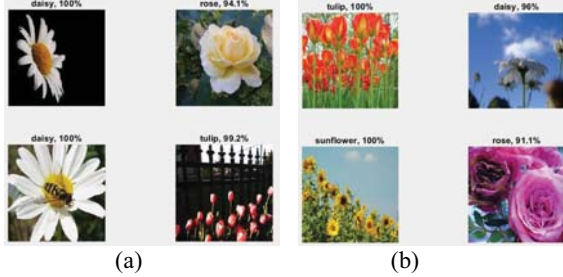 daisy, 100%
rose, 94.1%
daisy, 100%
tulip, 99.2%
(a)
tulip, 100%
daisy, 96%
sunflower, 100%
rose, 91.1%
(b)